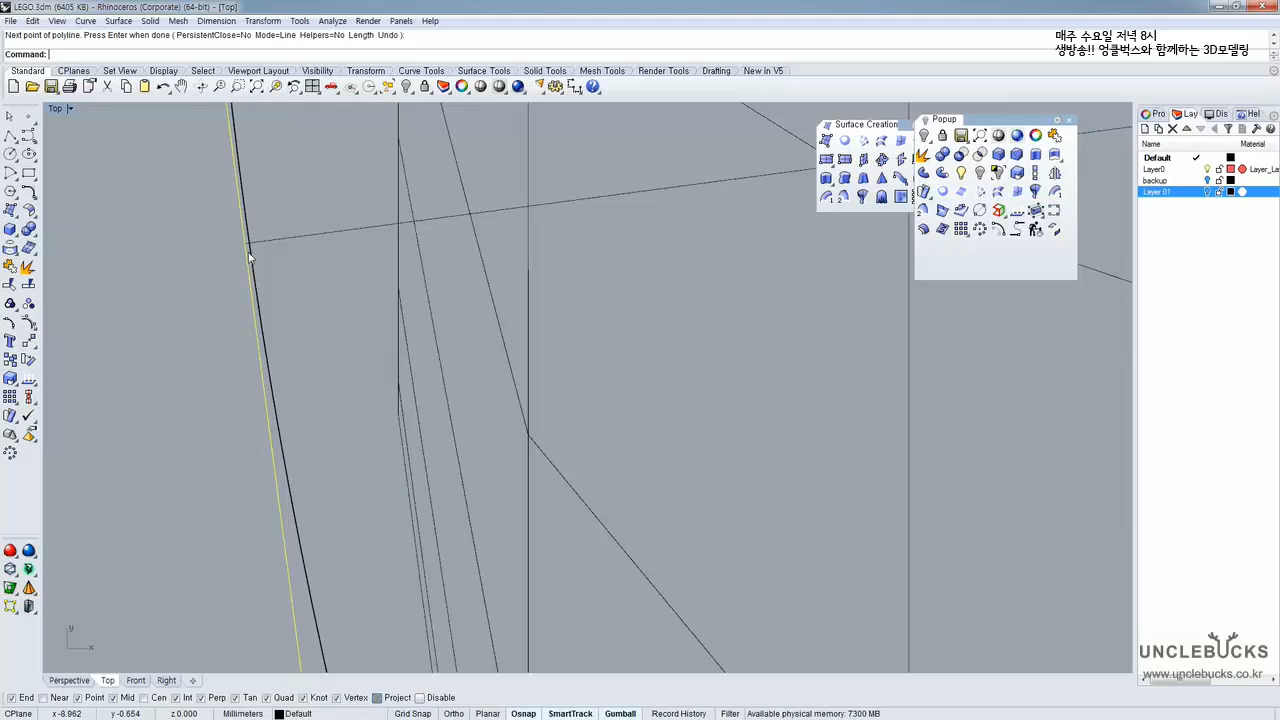 LEGO.3dm (6405 KB) - Rhinoceros (Corporate) (64-bit) - [Top]
File Edit View Curve Surface Solid Mesh Dimension Transform Tools Analyze Render Panels Help
Next point of polyline. Press Enter when done ( PersistentClose=No Mode=Line Helpers=No Length Undo ):
Command:
매주 수요일 저녁 8시
생방송!! 엉클벅스와 함께하는 3D모델링
Standard CPlanes Set View Display Select Viewport Layout Visibility Transform Curve Tools Surface Tools Solid Tools Mesh Tools Render Tools Drafting New in V5
Top
Surface Creation
Popup
Pro Lay Dis Hel
Name Material
Default
Layer0 Layer_La
backup
Layer 01
y
x
UNCLEBUCKS
www.unclebucks.co.kr
Perspective Top Front Right
End Near Point Mid Cen Int Perp Tan Quad Knot Vertex Project Disable
CPlane x -8.962 y -0.654 z 0.000 Millimeters Default Grid Snap Ortho Planar Osnap SmartTrack Gumball Record History Filter Available physical memory: 7300 MB